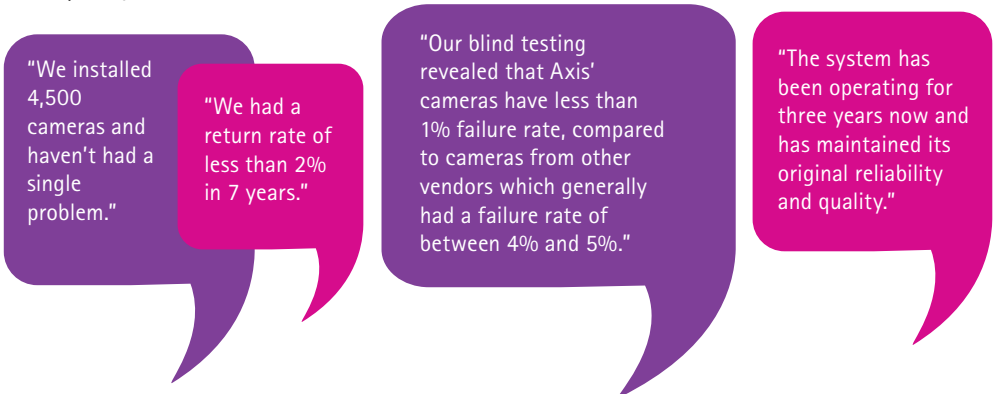 “We installed
4,500
cameras and
haven't had a
single
problem.”
“We had a
return rate of
less than 2%
in 7 years.”
“Our blind testing
revealed that Axis’
cameras have less than
1% failure rate, compared
to cameras from other
vendors which generally
had a failure rate of
between 4% and 5%.”
“The system has
been operating for
three years now and
has maintained its
original reliability
and quality.”